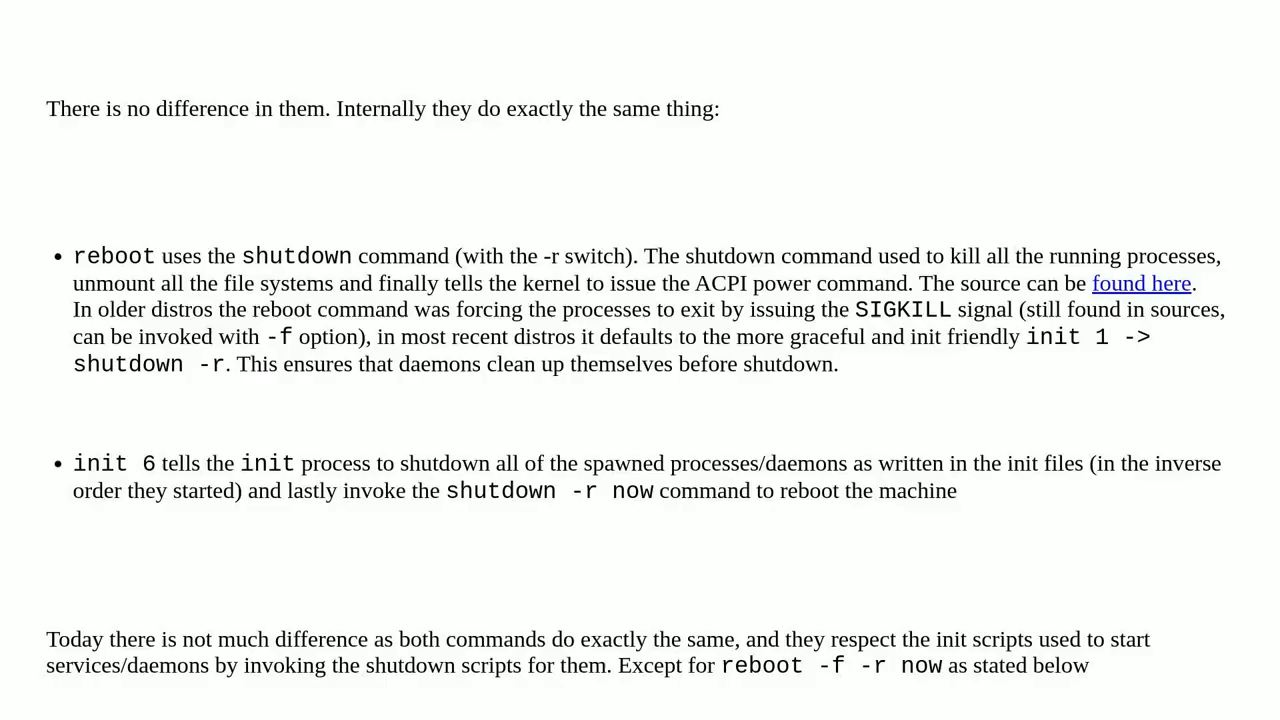 There is no difference in them. Internally they do exactly the same thing:
• reboot uses the shutdown command (with the -r switch). The shutdown command used to kill all the running processes,
unmount all the file systems and finally tells the kernel to issue the ACPI power command. The source can be found here.
In older distros the reboot command was forcing the processes to exit by issuing the SIGKILL signal (still found in sources,
can be invoked with -f option), in most recent distros it defaults to the more graceful and init friendly init 1 ->
shutdown -r. This ensures that daemons clean up themselves before shutdown.
• init 6 tells the init process to shutdown all of the spawned processes/daemons as written in the init files (in the inverse
order they started) and lastly invoke the shutdown -r now command to reboot the machine
Today there is not much difference as both commands do exactly the same, and they respect the init scripts used to start
services/daemons by invoking the shutdown scripts for them. Except for reboot -f -r now as stated below